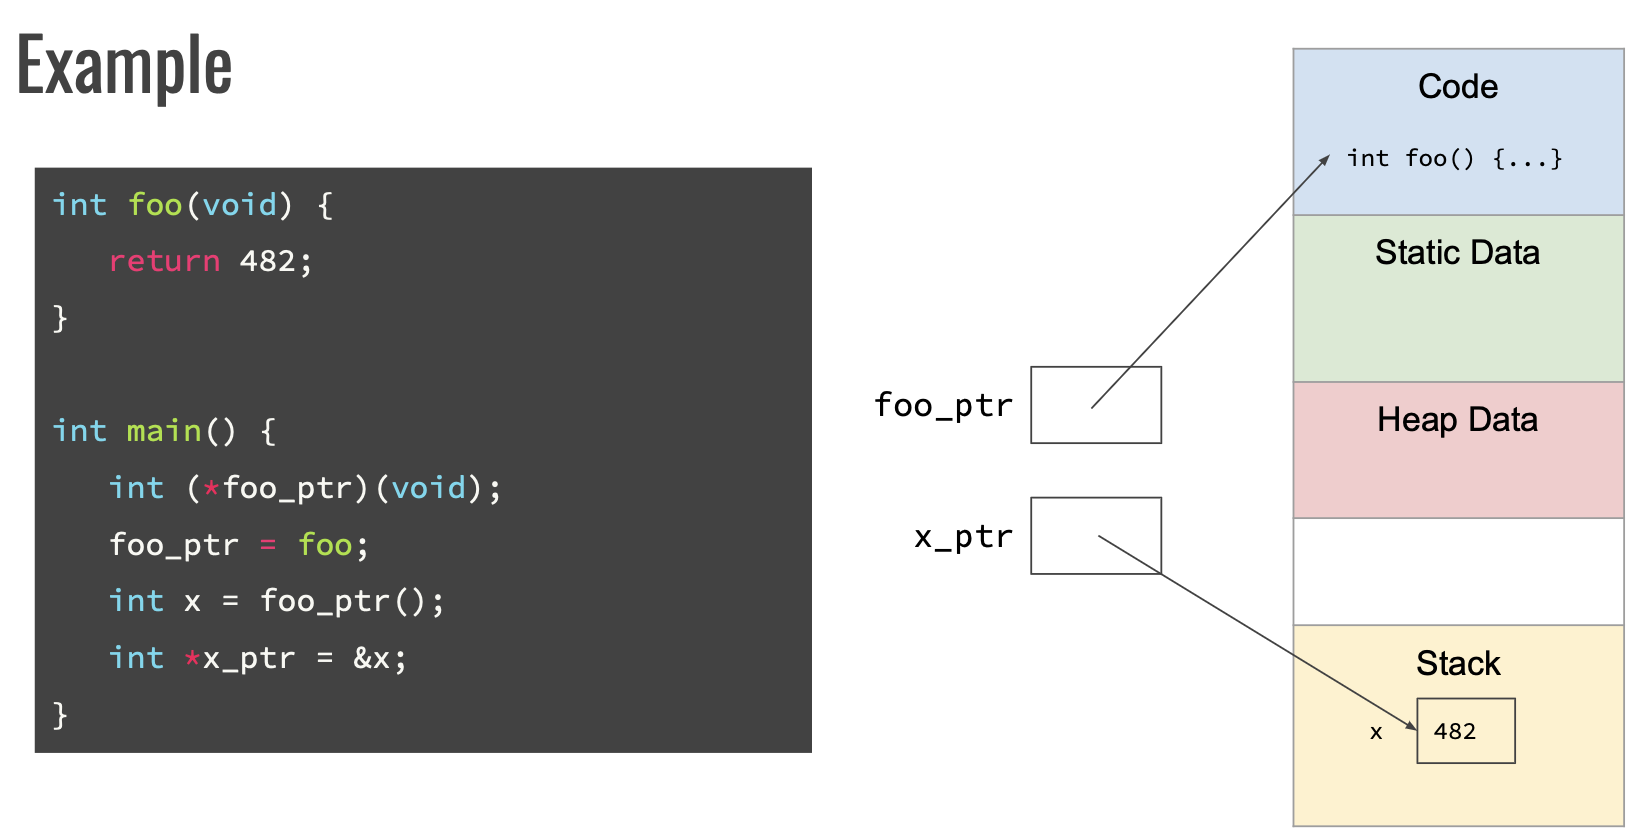 Example
int foo(void) {
   return 482;
}

int main() {
   int (*foo_ptr)(void);
   foo_ptr = foo;
   int x = foo_ptr();
   int *x_ptr = &x;
}
foo_ptr
x_ptr
Code
int foo() {...}
Static Data
Heap Data
Stack
x 482